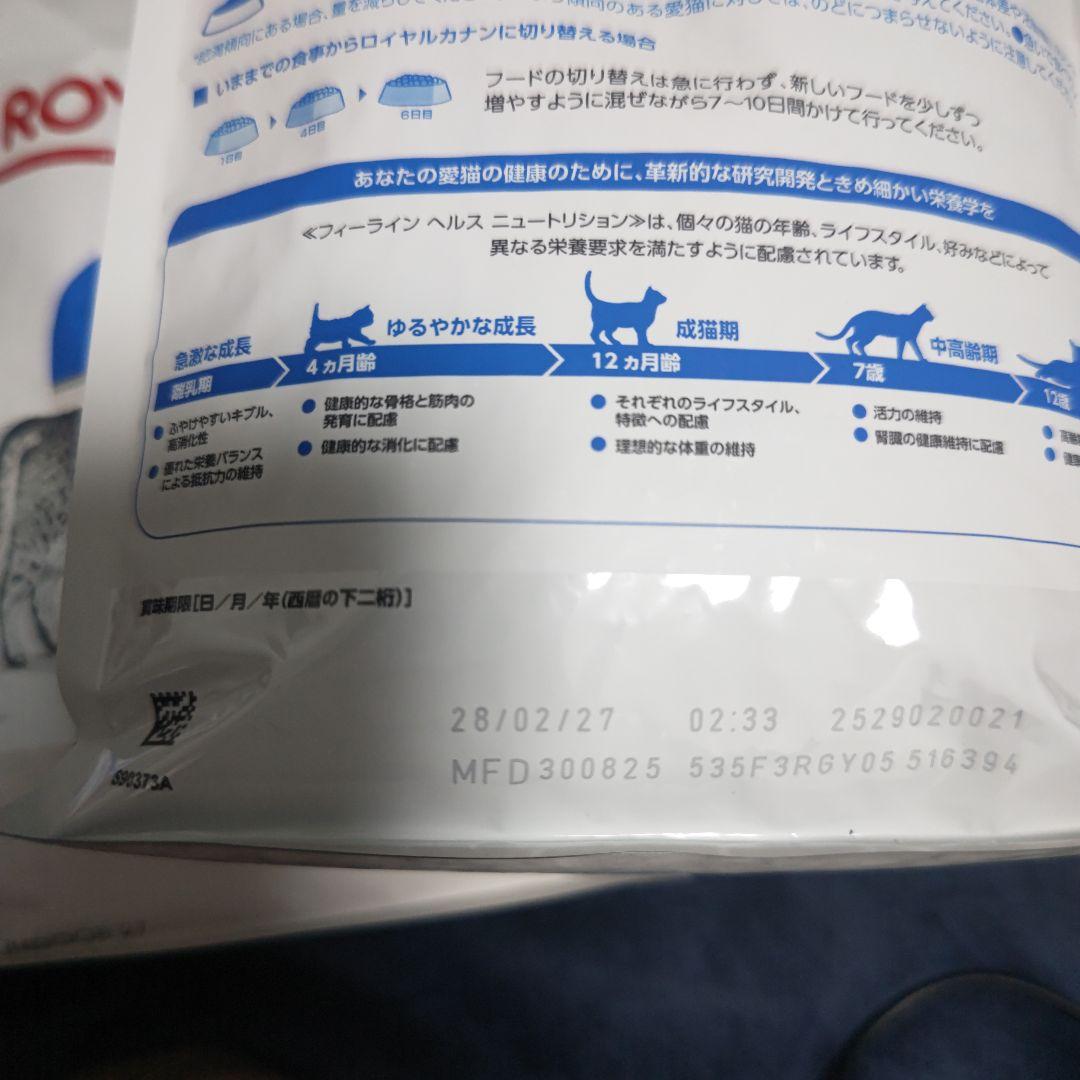 ROY
■ いままでの食事からロイヤルカナンに切り替える場合
フードの切り替えは急に行わず、新しいフードを少しずつ
増やすように混ぜながら7〜10日間かけて行ってください。
1日目
4日目
6日目
あなたの愛猫の健康のために、革新的な研究開発ときめ細かい栄養学を
≪フィーライン ヘルス ニュートリション≫は、個々の猫の年齢、ライフスタイル、好みなどによって
異なる栄養要求を満たすように配慮されています。
急激な成長
ゆるやかな成長
成猫期
中高齢期
離乳期
4ヵ月齢
12ヵ月齢
7歳
12歳
● ふやけやすいキブル、
高消化性
● 優れた栄養バランス
による抵抗力の維持
● 健康的な骨格と筋肉の
発育に配慮
● 健康的な消化に配慮
● それぞれのライフスタイル、
特徴への配慮
● 理想的な体重の維持
● 活力の維持
● 腎臓の健康維持に配慮
賞味期限[日/月/年(西暦の下二桁)]
28/02/27 02:33 2529020021
MFD300825 535F3RGY05 516394